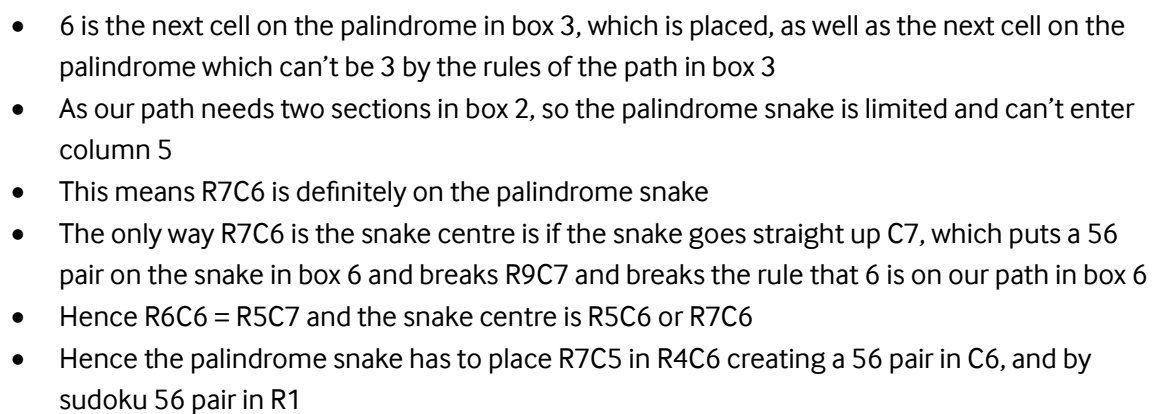 • 6 is the next cell on the palindrome in box 3, which is placed, as well as the next cell on the
palindrome which can't be 3 by the rules of the path in box 3
• As our path needs two sections in box 2, so the palindrome snake is limited and can't enter
column 5
• This means R7C6 is definitely on the palindrome snake
• The only way R7C6 is the snake centre is if the snake goes straight up C7, which puts a 56
pair on the snake in box 6 and breaks R9C7 and breaks the rule that 6 is on our path in box 6
• Hence R6C6 = R5C7 and the snake centre is R5C6 or R7C6
• Hence the palindrome snake has to place R7C5 in R4C6 creating a 56 pair in C6, and by
sudoku 56 pair in R1